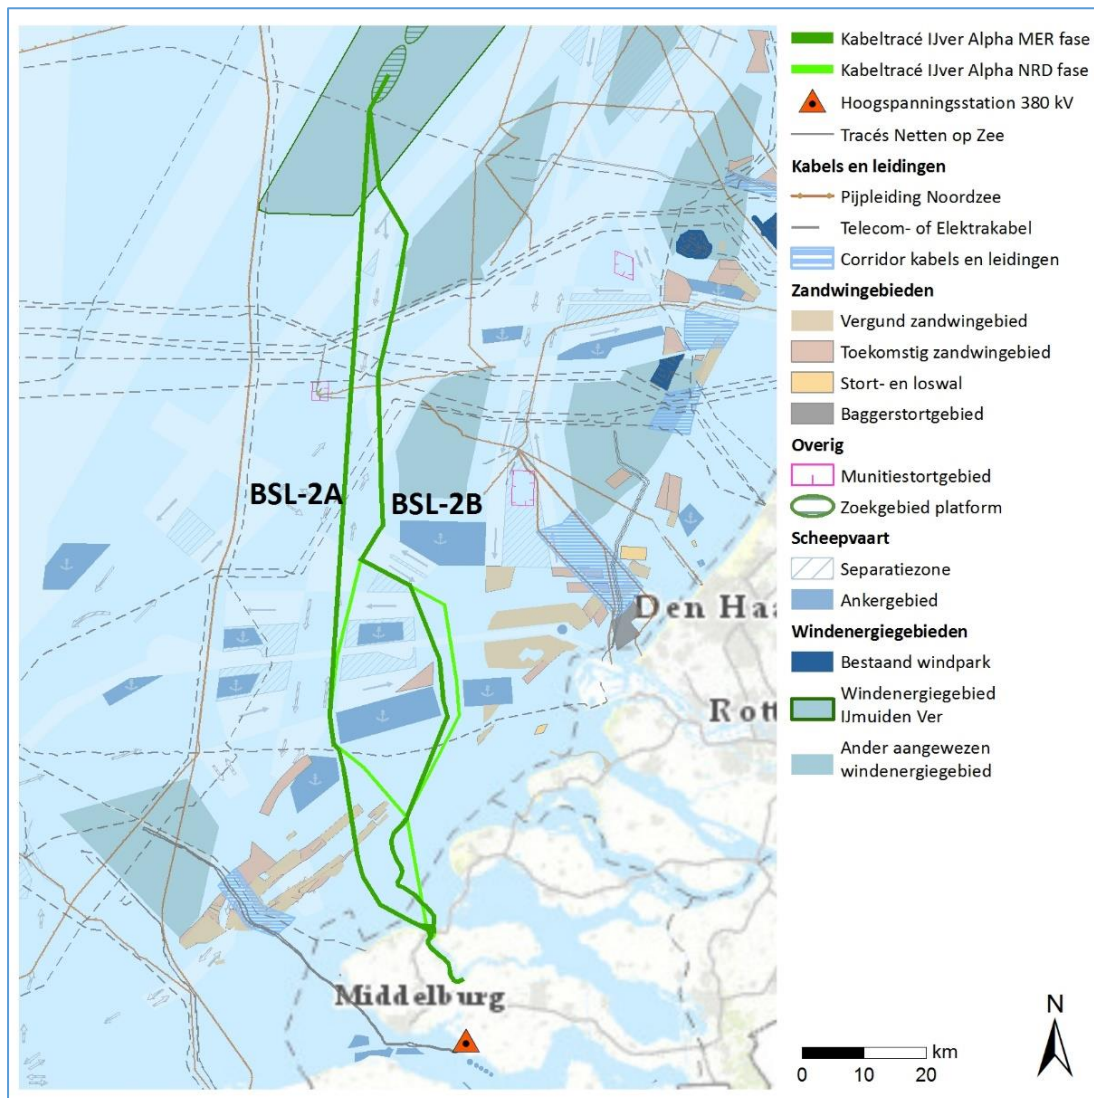 BSL-2A
BSL-2B
Den Haa
Rott
Middelburg
Kabeltracé IJver Alpha MER fase
Kabeltracé IJver Alpha NRD fase
Hoogspanningsstation 380 kV
Tracés Netten op Zee
Kabels en leidingen
Pijpleiding Noordzee
Telecom- of Elektrakabel
Corridor kabels en leidingen
Zandwingebieden
Vergund zandwingebied
Toekomstig zandwingebied
Stort- en loswal
Baggerstortgebied
Overig
Munitiestortgebied
Zoekgebied platform
Scheepvaart
Separatiezone
Ankergebied
Windenergiegebieden
Bestaand windpark
Windenergiegebied
IJmuiden Ver
Ander aangewezen
windenergiegebied
N
km
0 10 20